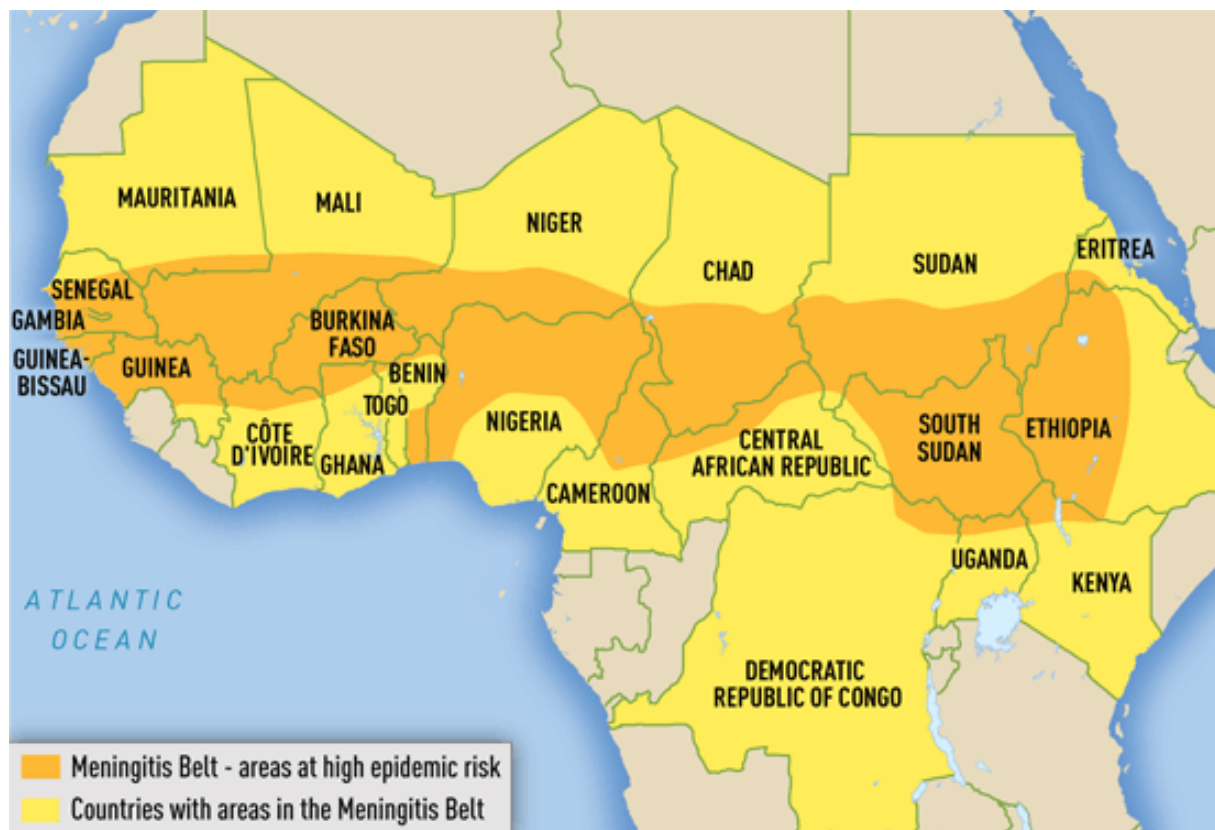 MAURITANIA
MALI
NIGER
CHAD
SUDAN
ERITREA
SENEGAL
GAMBIA
GUINEA-
BISSAU
GUINEA
BURKINA
FASO
BENIN
TOGO
CÔTE
D'IVOIRE
GHANA
NIGERIA
CAMEROON
CENTRAL
AFRICAN REPUBLIC
SOUTH
SUDAN
ETHIOPIA
UGANDA
KENYA
DEMOCRATIC
REPUBLIC OF CONGO
ATLANTIC
OCEAN
Meningitis Belt - areas at high epidemic risk
Countries with areas in the Meningitis Belt